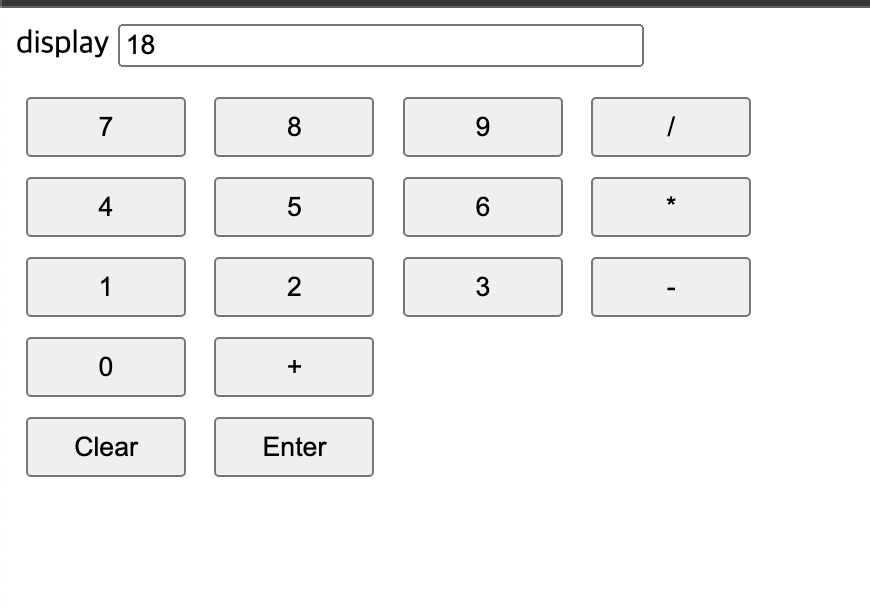 display 18
7 8 9 /
4 5 6 *
1 2 3 -
0 +
Clear Enter